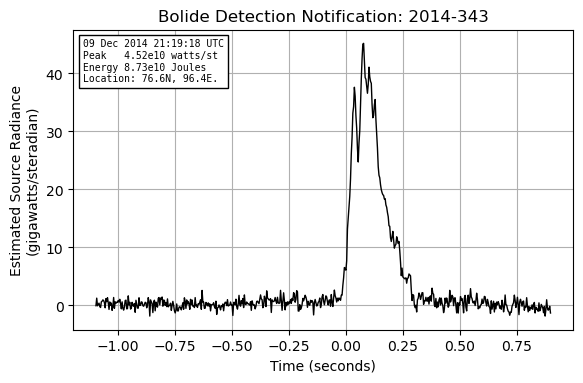 Bolide Detection Notification: 2014-343
09 Dec 2014 21:19:18 UTC
Peak   4.52e10 watts/st
Energy 8.73e10 Joules
Location: 76.6N, 96.4E.
Estimated Source Radiance
(gigawatts/steradian)
40
30
20
10
0
−1.00 −0.75 −0.50 −0.25 0.00 0.25 0.50 0.75
Time (seconds)